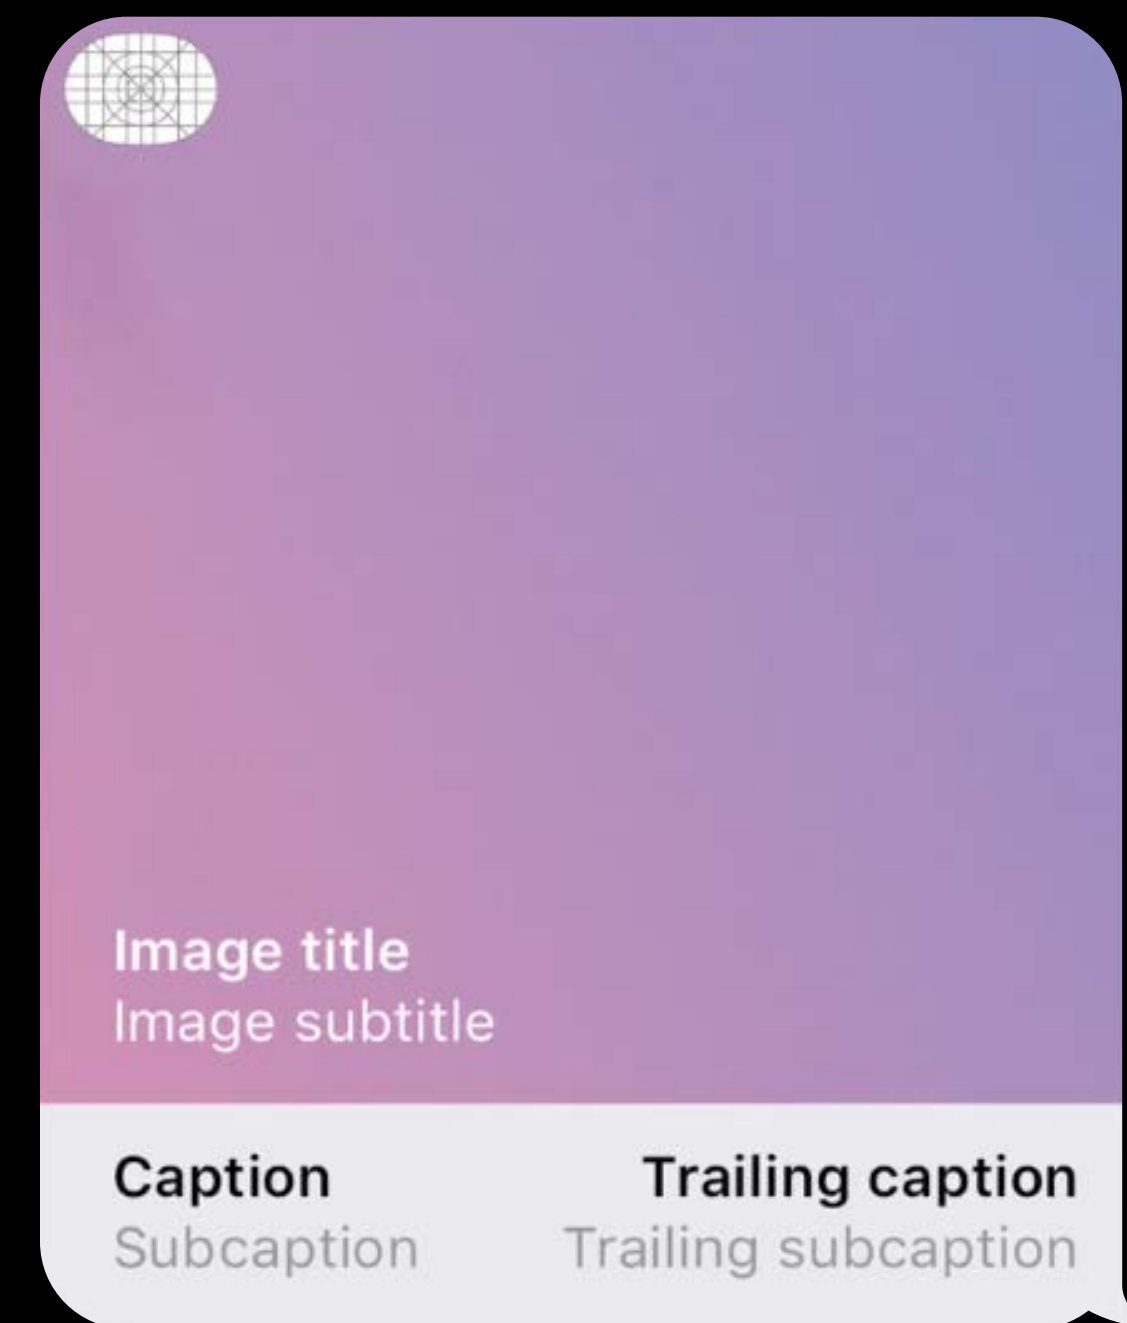 Image title
Image subtitle
Caption
Trailing caption
Subcaption
Trailing subcaption